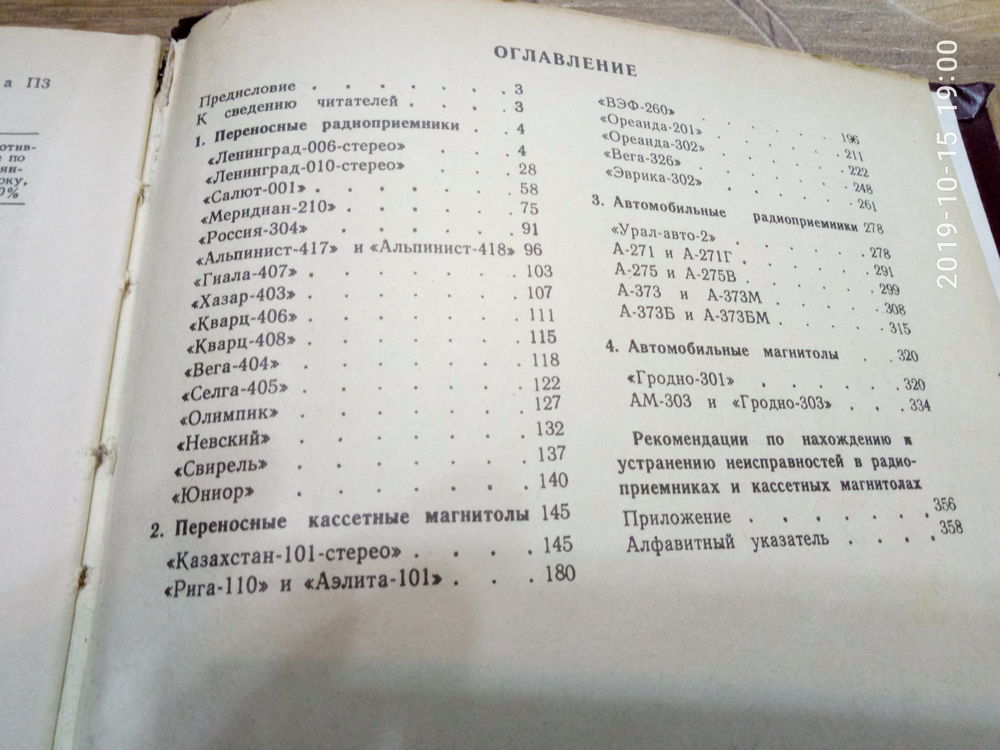 а П3
отив-
е по
ян-
оку,
0%
ОГЛАВЛЕНИЕ
Предисловие . . . . . . . 3
К сведению читателей . . . . 3
1. Переносные радиоприемники . . 4
«Ленинград-006-стерео» . . . 4
«Ленинград-010-стерео» . . . 28
«Салют-001» . . . . . . 58
«Меридиан-210» . . . . . 75
«Россия-304» . . . . . . 91
«Альпинист-417» и «Альпинист-418» 96
«Гиала-407» . . . . . . 103
«Хазар-403» . . . . . . 107
«Кварц-406» . . . . . . 111
«Кварц-408» . . . . . . 115
«Вега-404» . . . . . . . 118
«Селга-405» . . . . . . 122
«Олимпик» . . . . . . . 127
«Невский» . . . . . . . 132
«Свирель» . . . . . . . 137
«Юниор» . . . . . . . 140
2. Переносные кассетные магнитолы 145
«Казахстан-101-стерео» . . . . 145
«Рига-110» и «Аэлита-101» . . . 180
«ВЭФ-260» . . . . . . 196
«Ореанда-201» . . . . . 211
«Ореанда-302» . . . . . 222
«Вега-326» . . . . . . 248
«Эврика-302» . . . . . 261
3. Автомобильные радиоприемники 278
«Урал-авто-2» . . . . . 278
А-271 и А-271Г . . . . . 291
А-275 и А-275В . . . . . 299
А-373 и А-373М . . . . 308
А-373Б и А-373БМ . . . . 315
4. Автомобильные магнитолы . . 320
«Гродно-301» . . . . . 320
АМ-303 и «Гродно-303» . . . 334
Рекомендации по нахождению и
устранению неисправностей в радио-
приемниках и кассетных магнитолах
Приложение . . . . . . 356
Алфавитный указатель . . . . 358
2019-10-15 19:00